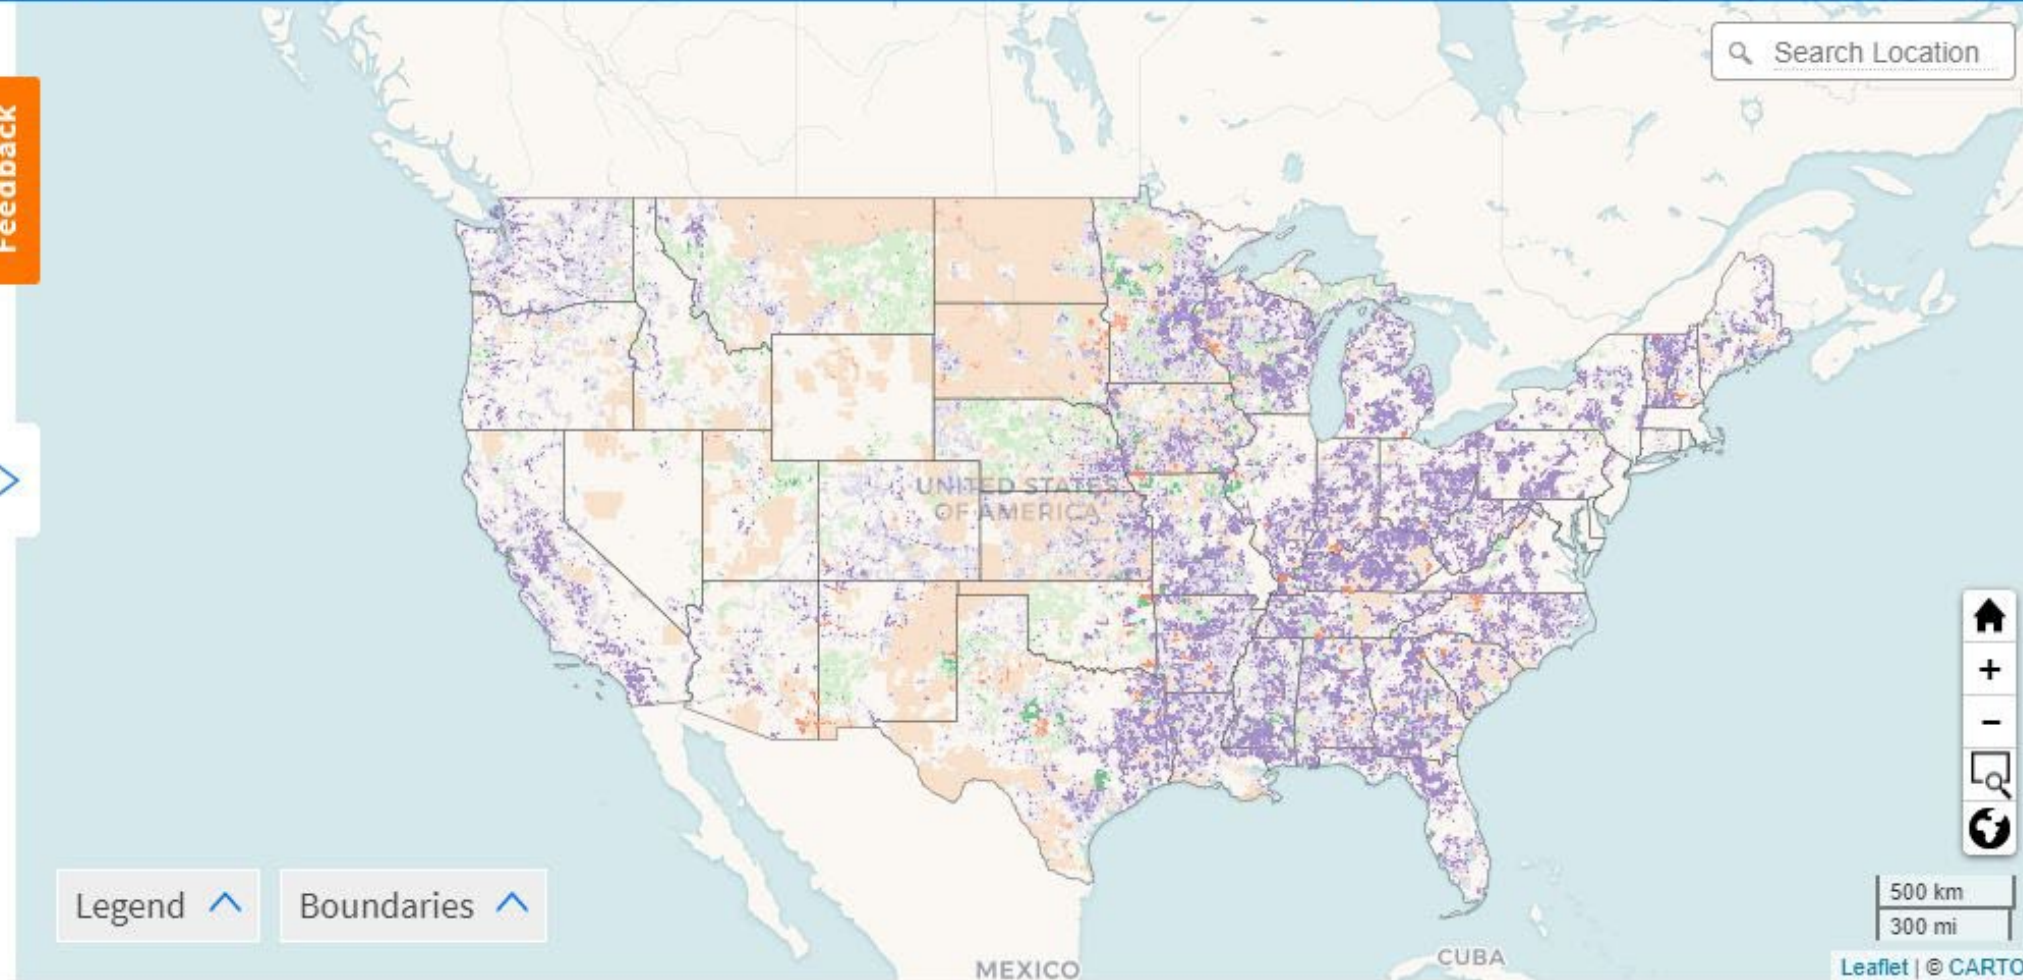 Search Location
Feedback
UNITED STATES
OF AMERICA
+
−
Legend
Boundaries
500 km
300 mi
MEXICO
CUBA
Leaflet | © CARTO